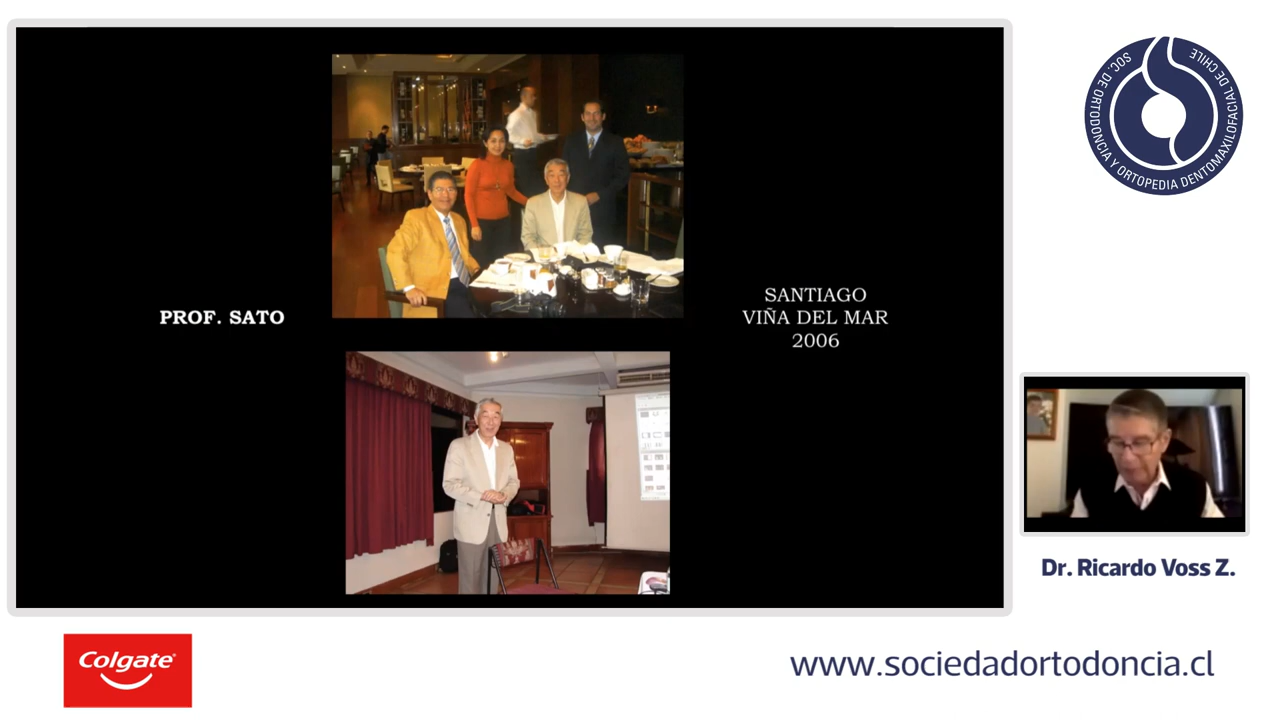 PROF. SATO
SANTIAGO
VIÑA DEL MAR
2006
SOC. DE ORTODONCIA Y ORTOPEDIA DENTOMAXILOFACIAL DE CHILE
Dr. Ricardo Voss Z.
Colgate®
www.sociedadortodoncia.cl